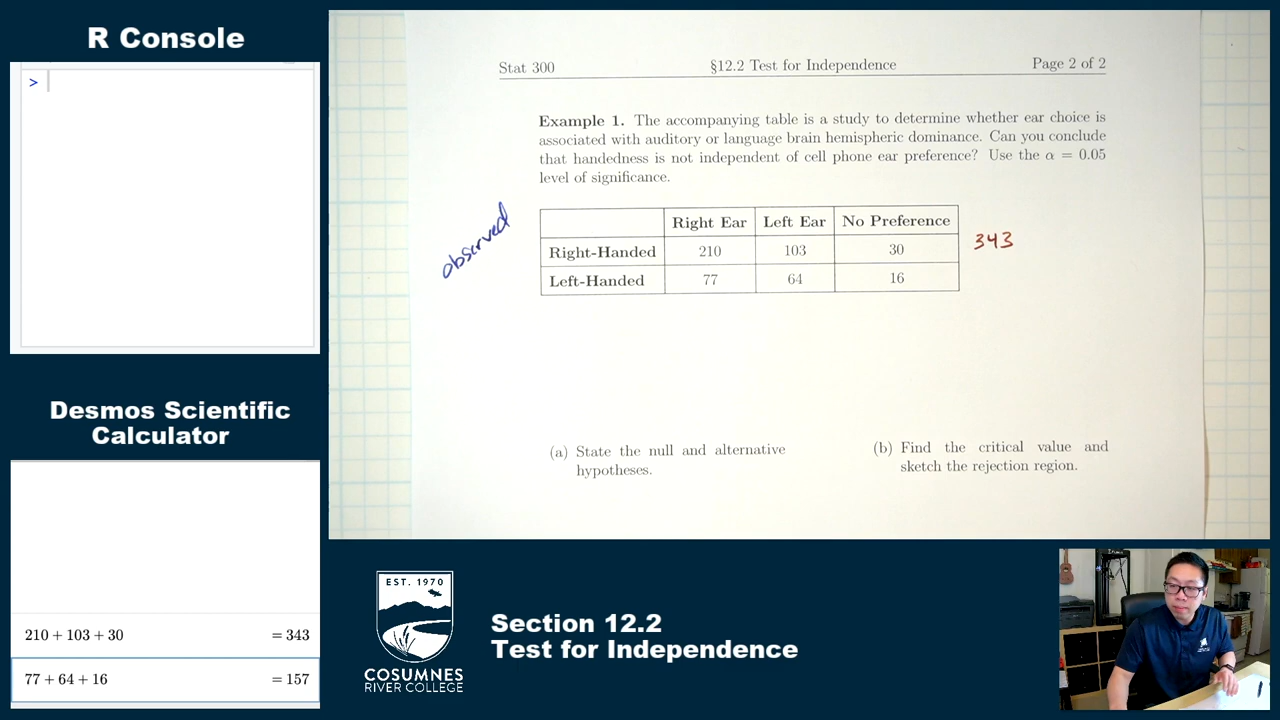 R Console
>
Desmos Scientific
Calculator
210 + 103 + 30 = 343
77 + 64 + 16 = 157
Stat 300 §12.2 Test for Independence Page 2 of 2
Example 1. The accompanying table is a study to determine whether ear choice is
associated with auditory or language brain hemispheric dominance. Can you conclude
that handedness is not independent of cell phone ear preference? Use the α = 0.05
level of significance.
observed
Right Ear Left Ear No Preference
Right-Handed 210 103 30 343
Left-Handed 77 64 16
(a) State the null and alternative
hypotheses.
(b) Find the critical value and
sketch the rejection region.
EST. 1970
COSUMNES
RIVER COLLEGE
Section 12.2
Test for Independence